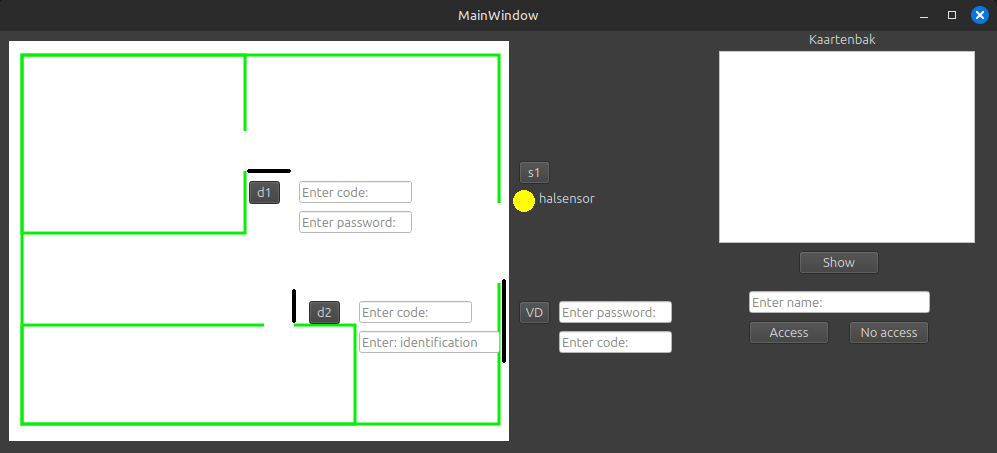 MainWindow
Kaartenbak
s1
d1
Enter code:
halsensor
Enter password:
Show
d2
Enter code:
VD
Enter password:
Enter name:
Enter: identification
Enter code:
Access
No access